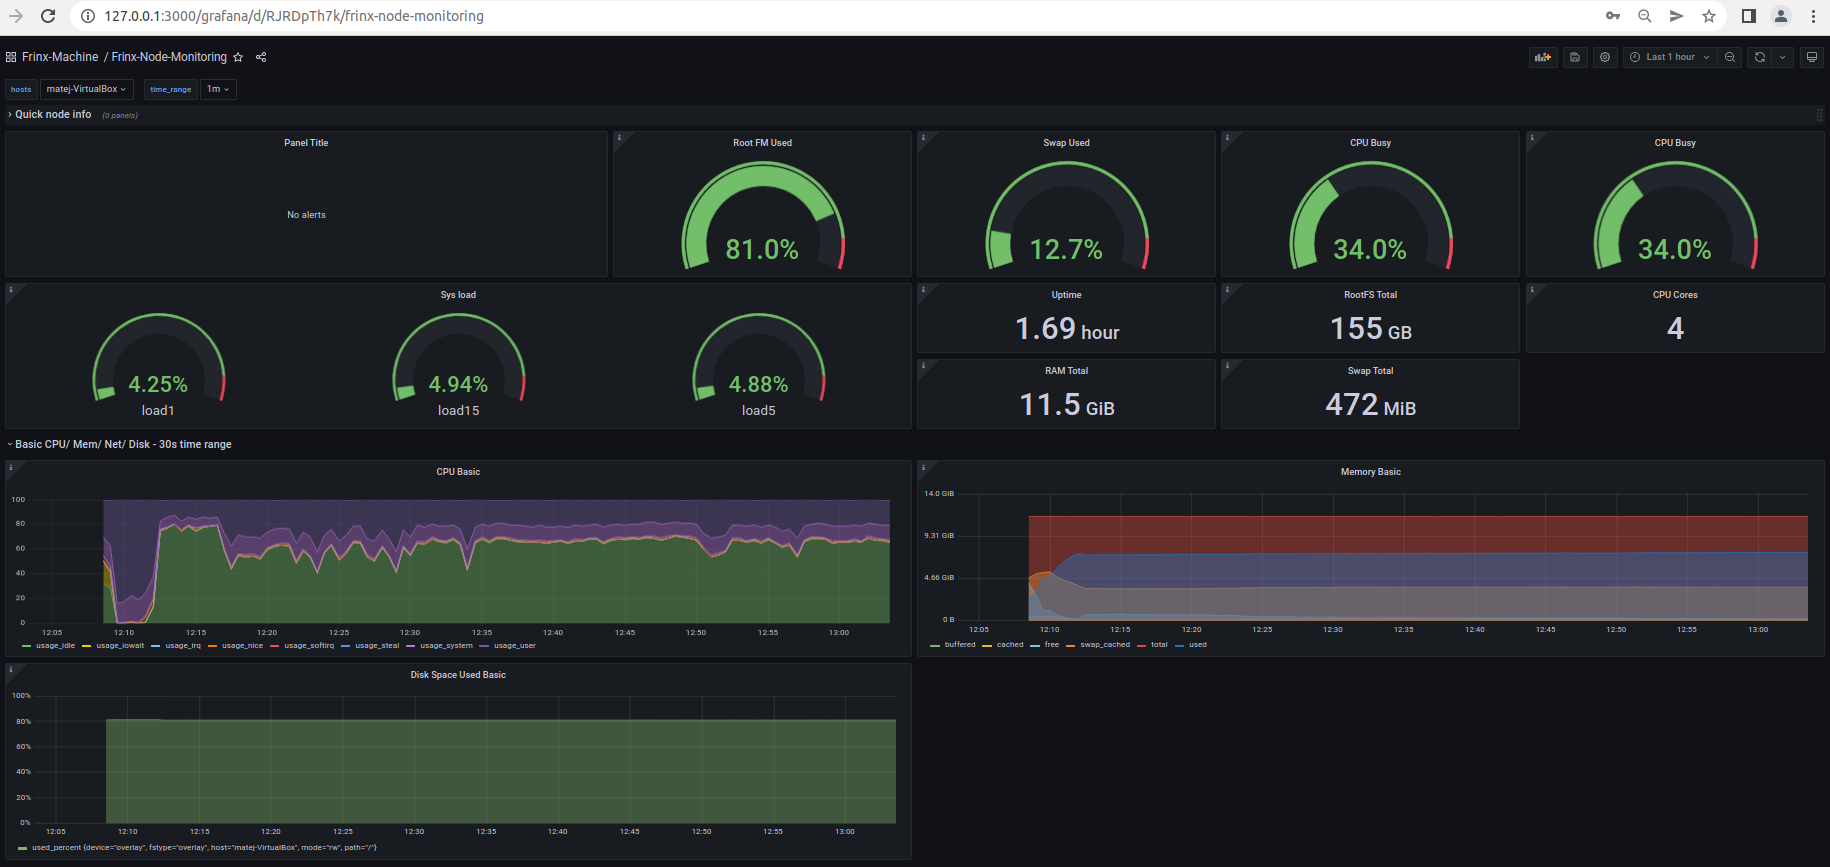 127.0.0.1:3000/grafana/d/RJRDpTh7k/frinx-node-monitoring
Frinx-Machine / Frinx-Node-Monitoring
Last 1 hour
hosts matej-VirtualBox time_range 1m
Quick node info (0 panels)
Panel Title
No alerts
Root FM Used
81.0%
Swap Used
12.7%
CPU Busy
34.0%
CPU Busy
34.0%
Sys load
4.25%
load1
4.94%
load15
4.88%
load5
Uptime
1.69 hour
RootFS Total
155 GB
CPU Cores
4
RAM Total
11.5 GiB
Swap Total
472 MiB
Basic CPU/ Mem/ Net/ Disk - 30s time range
CPU Basic
100
80
60
40
20
0
12:05 12:10 12:15 12:20 12:25 12:30 12:35 12:40 12:45 12:50 12:55 13:00
usage_idle usage_iowait usage_irq usage_nice usage_softirq usage_steal usage_system usage_user
Memory Basic
14.0 GiB
9.31 GiB
4.66 GiB
0 B
12:05 12:10 12:15 12:20 12:25 12:30 12:35 12:40 12:45 12:50 12:55 13:00
buffered cached free swap_cached total used
Disk Space Used Basic
100%
80%
60%
40%
20%
0%
12:05 12:10 12:15 12:20 12:25 12:30 12:35 12:40 12:45 12:50 12:55 13:00
used_percent {device="overlay", fstype="overlay", host="matej-VirtualBox", mode="rw", path="/"}